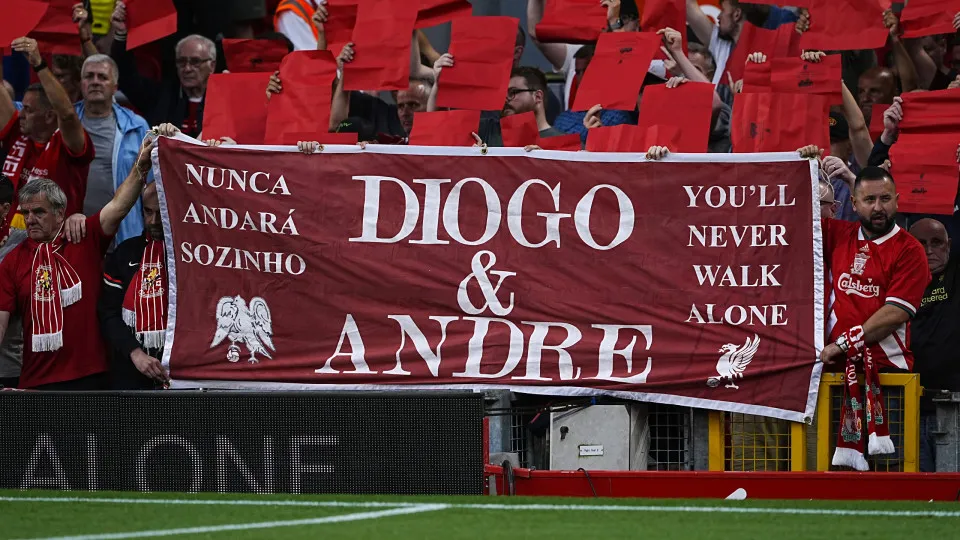 NUNCA
ANDARÁ
SOZINHO
DIOGO
&
ANDRE
YOU'LL
NEVER
WALK
ALONE
Carlsberg
ALONE